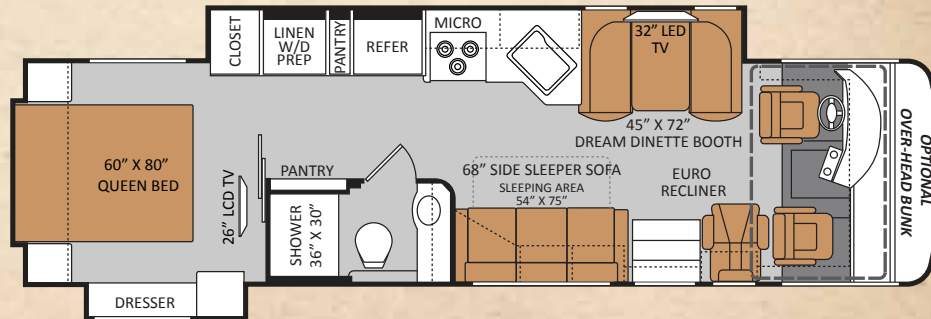 CLOSET
LINEN
W/D
PREP
PANTRY
REFER
MICRO
32” LED
TV
45” X 72”
DREAM DINETTE BOOTH
OPTIONAL
OVER-HEAD BUNK
60” X 80”
QUEEN BED
26” LCD TV
PANTRY
SHOWER
36” X 30”
68” SIDE SLEEPER SOFA
SLEEPING AREA
54” X 75”
EURO
RECLINER
DRESSER